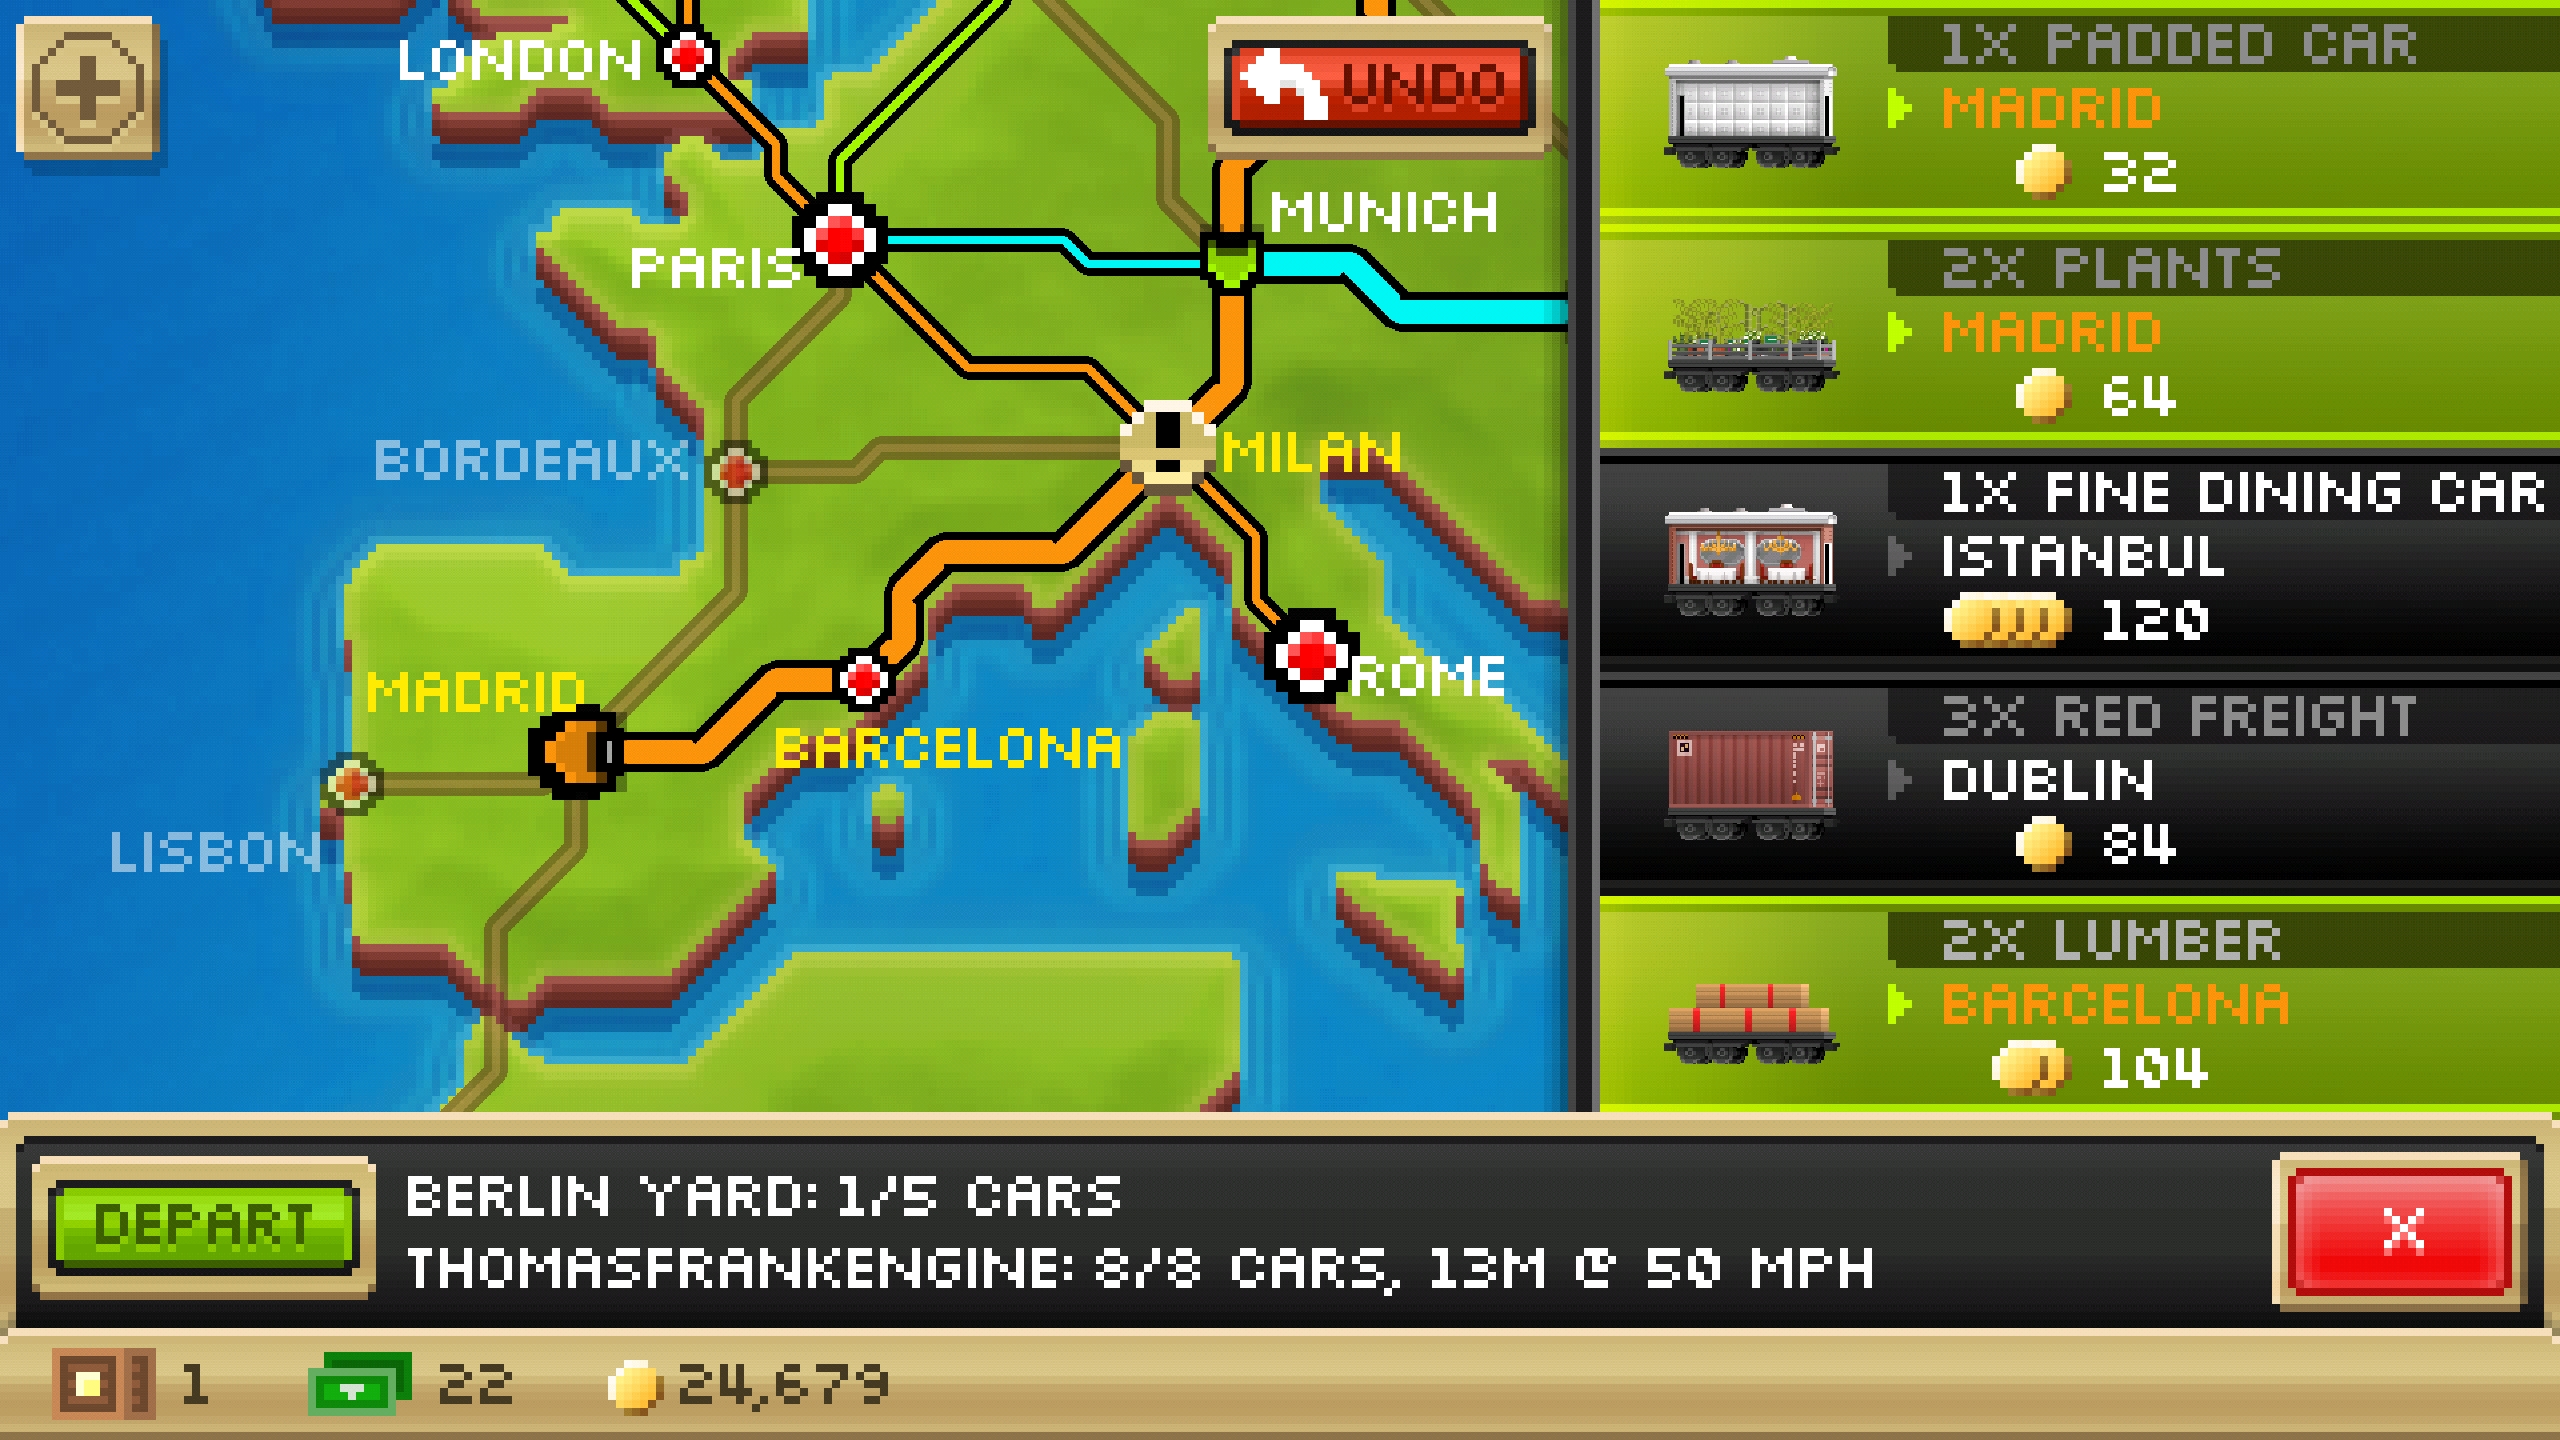 LONDON
UNDO
MUNICH
PARIS
BORDEAUX
MILAN
MADRID
ROME
BARCELONA
LISBON
1X PADDED CAR
MADRID
32
2X PLANTS
MADRID
64
1X FINE DINING CAR
ISTANBUL
120
3X RED FREIGHT
DUBLIN
84
2X LUMBER
BARCELONA
104
DEPART
BERLIN YARD: 1/5 CARS
THOMASFRANKENGINE: 8/8 CARS, 13M @ 50 MPH
X
1
22
24,679